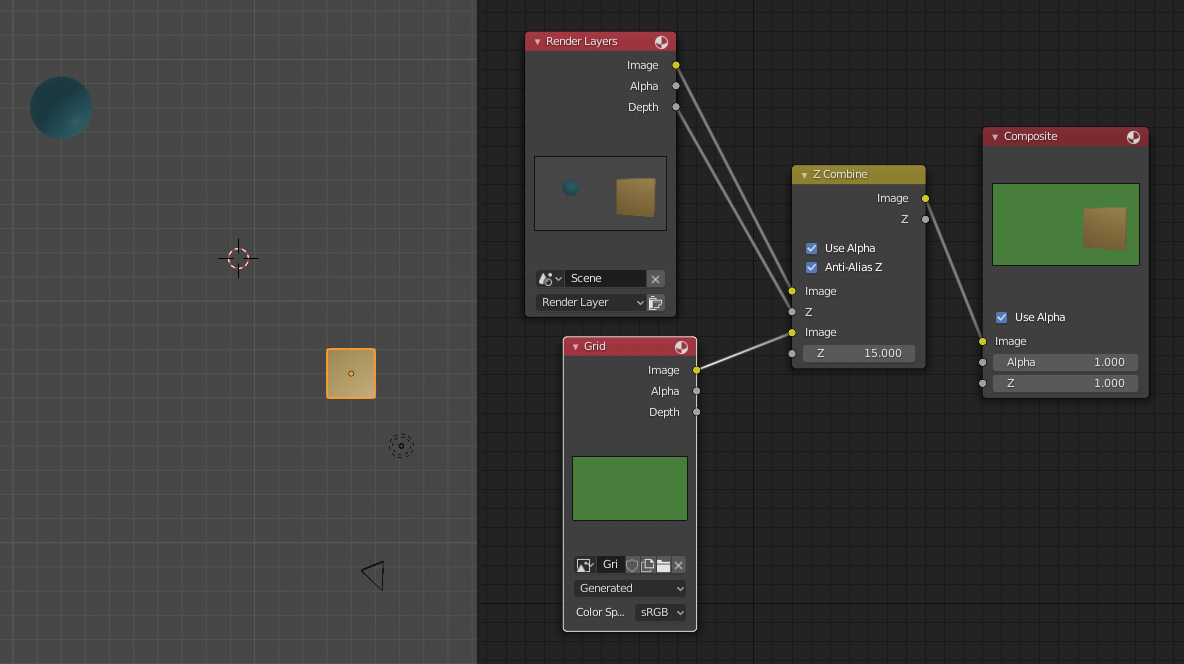 Render Layers
Image
Alpha
Depth
Scene
Render Layer
Grid
Image
Alpha
Depth
Gri
Generated
Color Sp...
sRGB
Z Combine
Image
Z
Use Alpha
Anti-Alias Z
Image
Z
Image
Z 15.000
Composite
Use Alpha
Image
Alpha 1.000
Z 1.000